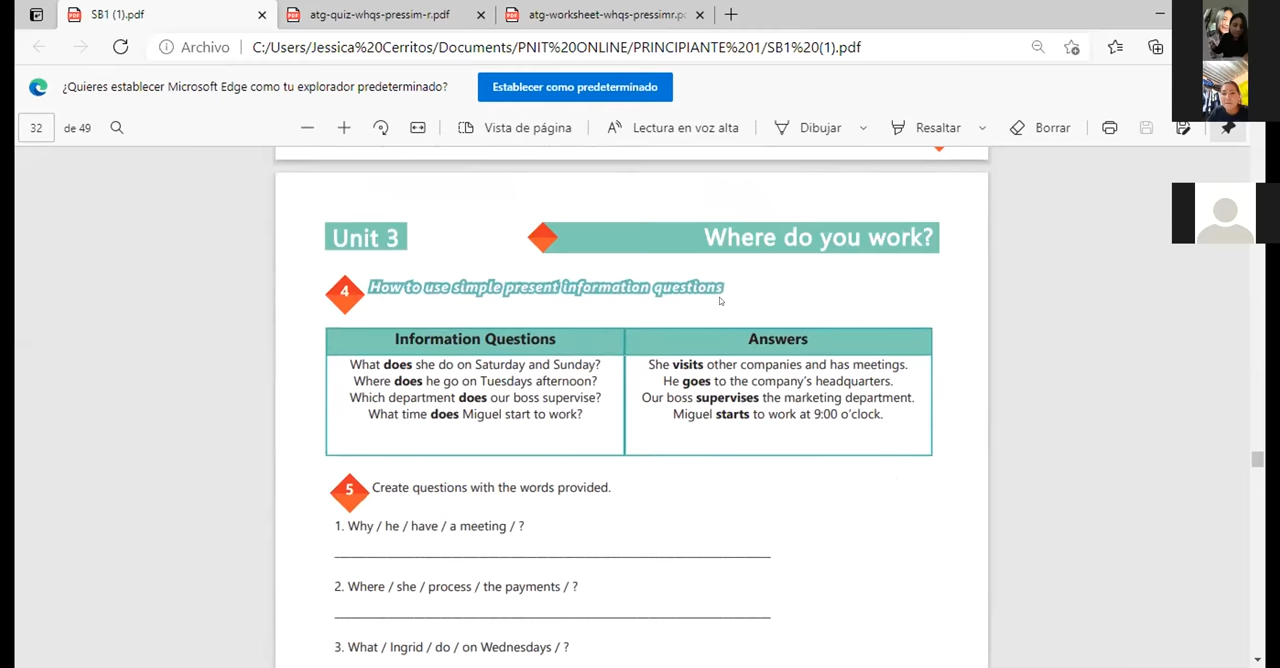 SB1 (1).pdf
atg-quiz-whqs-pressim-r.pdf
atg-worksheet-whqs-pressimr.pc
Archivo
C:/Users/Jessica%20Cerritos/Documents/PNIT%20ONLINE/PRINCIPIANTE%201/SB1%20(1).pdf
¿Quieres establecer Microsoft Edge como tu explorador predeterminado?
Establecer como predeterminado
32 de 49
Vista de página
Lectura en voz alta
Dibujar
Resaltar
Borrar
Unit 3
Where do you work?
4 How to use simple present information questions
Information Questions
Answers
What does she do on Saturday and Sunday?
She visits other companies and has meetings.
Where does he go on Tuesdays afternoon?
He goes to the company's headquarters.
Which department does our boss supervise?
Our boss supervises the marketing department.
What time does Miguel start to work?
Miguel starts to work at 9:00 o'clock.
5 Create questions with the words provided.
1. Why / he / have / a meeting / ?
2. Where / she / process / the payments / ?
3. What / Ingrid / do / on Wednesdays / ?